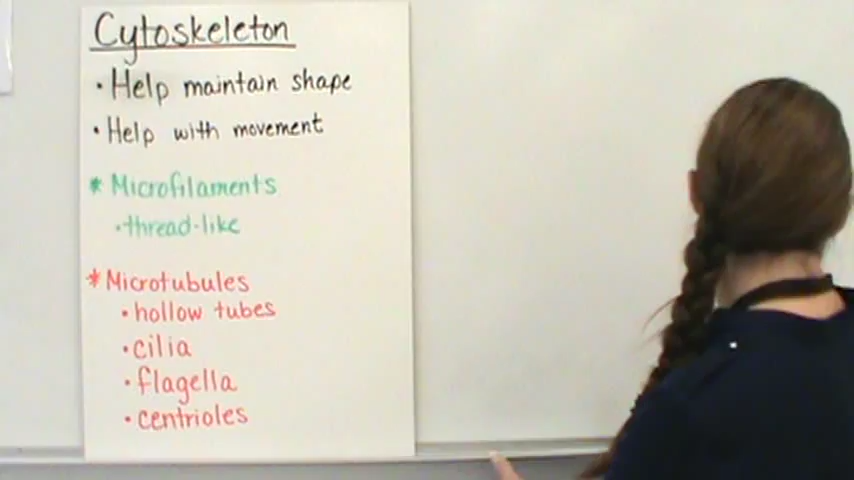 Cytoskeleton
• Help maintain shape
• Help with movement
* Microfilaments
• thread-like
* Microtubules
• hollow tubes
• cilia
• flagella
• centrioles